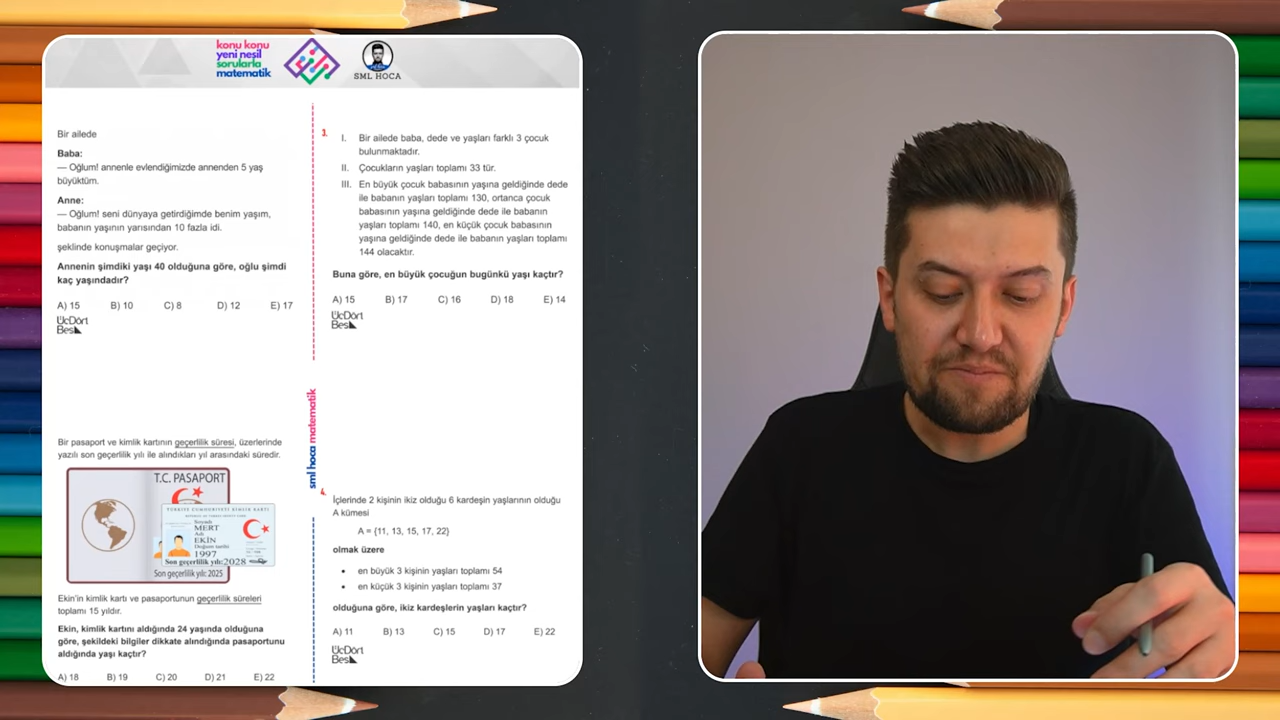 konu konu
yeni nesil
sorularla
matematik
SML HOCA
Bir ailede
Baba:
— Oğlum! annenle evlendiğimizde annenden 5 yaş
büyüktüm.
Anne:
— Oğlum! seni dünyaya getirdiğimde benim yaşım,
babanın yaşının yarısından 10 fazla idi.
şeklinde konuşmalar geçiyor.
Annenin şimdiki yaşı 40 olduğuna göre, oğlu şimdi
kaç yaşındadır?
A) 15 B) 10 C) 8 D) 12 E) 17
ÜçDört
Beş
Bir pasaport ve kimlik kartının geçerlilik süresi, üzerlerinde
yazılı son geçerlilik yılı ile alındıkları yıl arasındaki süredir.
T.C. PASAPORT
TÜRKİYE CUMHURİYETİ KİMLİK KARTI
Soyadı
MERT
Adı
EKİN
Doğum tarihi
1997
Son geçerlilik yılı:2028
Son geçerlilik yılı: 2025
Ekin'in kimlik kartı ve pasaportunun geçerlilik süreleri
toplamı 15 yıldır.
Ekin, kimlik kartını aldığında 24 yaşında olduğuna
göre, şekildeki bilgiler dikkate alındığında pasaportunu
aldığında yaşı kaçtır?
A) 18 B) 19 C) 20 D) 21 E) 22
sml hoca matematik
3.
I. Bir ailede baba, dede ve yaşları farklı 3 çocuk
bulunmaktadır.
II. Çocukların yaşları toplamı 33 tür.
III. En büyük çocuk babasının yaşına geldiğinde dede
ile babanın yaşları toplamı 130, ortanca çocuk
babasının yaşına geldiğinde dede ile babanın
yaşları toplamı 140, en küçük çocuk babasının
yaşına geldiğinde dede ile babanın yaşları toplamı
144 olacaktır.
Buna göre, en büyük çocuğun bugünkü yaşı kaçtır?
A) 15 B) 17 C) 16 D) 18 E) 14
ÜçDört
Beş
4.
İçlerinde 2 kişinin ikiz olduğu 6 kardeşin yaşlarının olduğu
A kümesi
A = {11, 13, 15, 17, 22}
olmak üzere
• en büyük 3 kişinin yaşları toplamı 54
• en küçük 3 kişinin yaşları toplamı 37
olduğuna göre, ikiz kardeşlerin yaşları kaçtır?
A) 11 B) 13 C) 15 D) 17 E) 22
ÜçDört
Beş